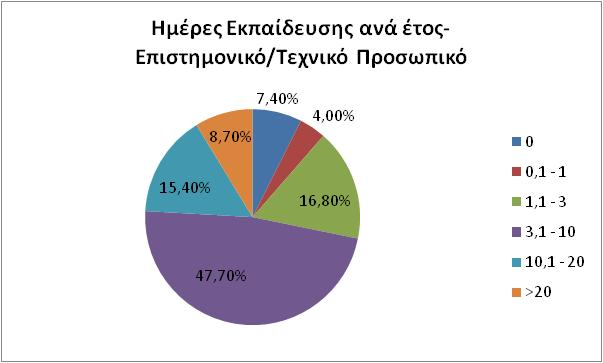 Ημέρες Εκπαίδευσης ανά έτος-
Επιστημονικό/Τεχνικό Προσωπικό
7,40%
4,00%
16,80%
47,70%
15,40%
8,70%
0
0,1 - 1
1,1 - 3
3,1 - 10
10,1 - 20
>20